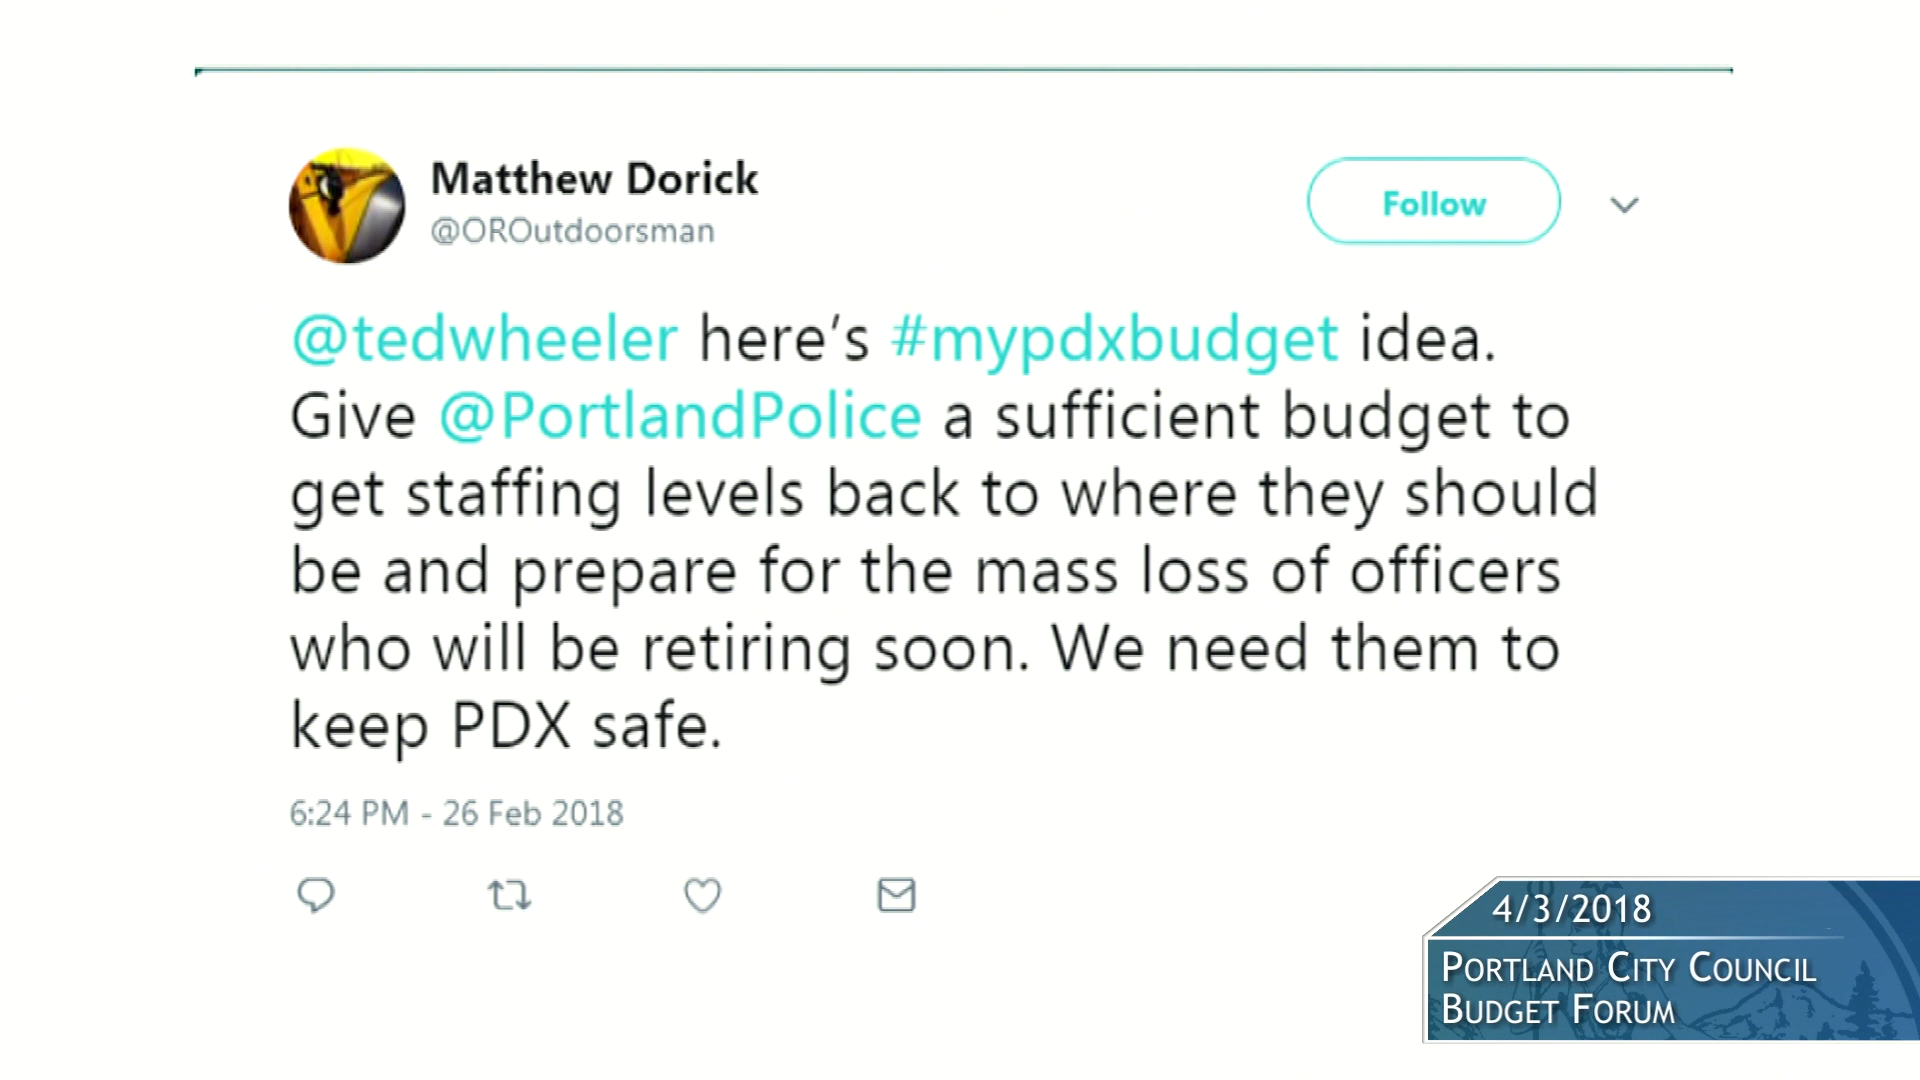 Matthew Dorick
@OROutdoorsman
Follow
@tedwheeler here's #mypdxbudget idea.
Give @PortlandPolice a sufficient budget to
get staffing levels back to where they should
be and prepare for the mass loss of officers
who will be retiring soon. We need them to
keep PDX safe.
6:24 PM - 26 Feb 2018
4/3/2018
PORTLAND CITY COUNCIL
BUDGET FORUM